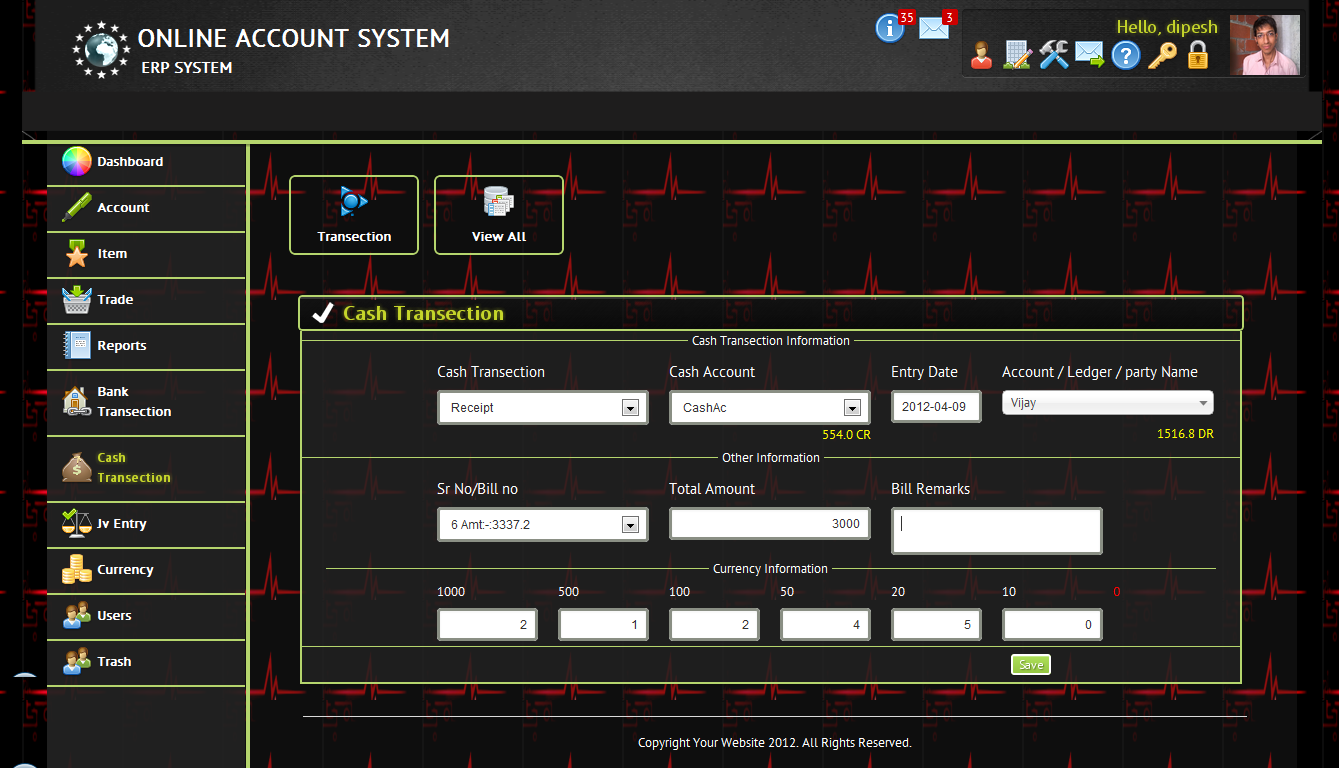 ONLINE ACCOUNT SYSTEM
ERP SYSTEM
35
3
Hello, dipesh
Dashboard
Account
Item
Trade
Reports
Bank
Transection
Cash
Transection
Jv Entry
Currency
Users
Trash
Transection
View All
Cash Transection
Cash Transection Information
Cash Transection
Cash Account
Entry Date
Account / Ledger / party Name
Receipt
CashAc
2012-04-09
Vijay
554.0 CR
1516.8 DR
Other Information
Sr No/Bill no
Total Amount
Bill Remarks
6 Amt:-:3337.2
3000
Currency Information
1000
500
100
50
20
10
0
2
1
2
4
5
0
Save
Copyright Your Website 2012. All Rights Reserved.